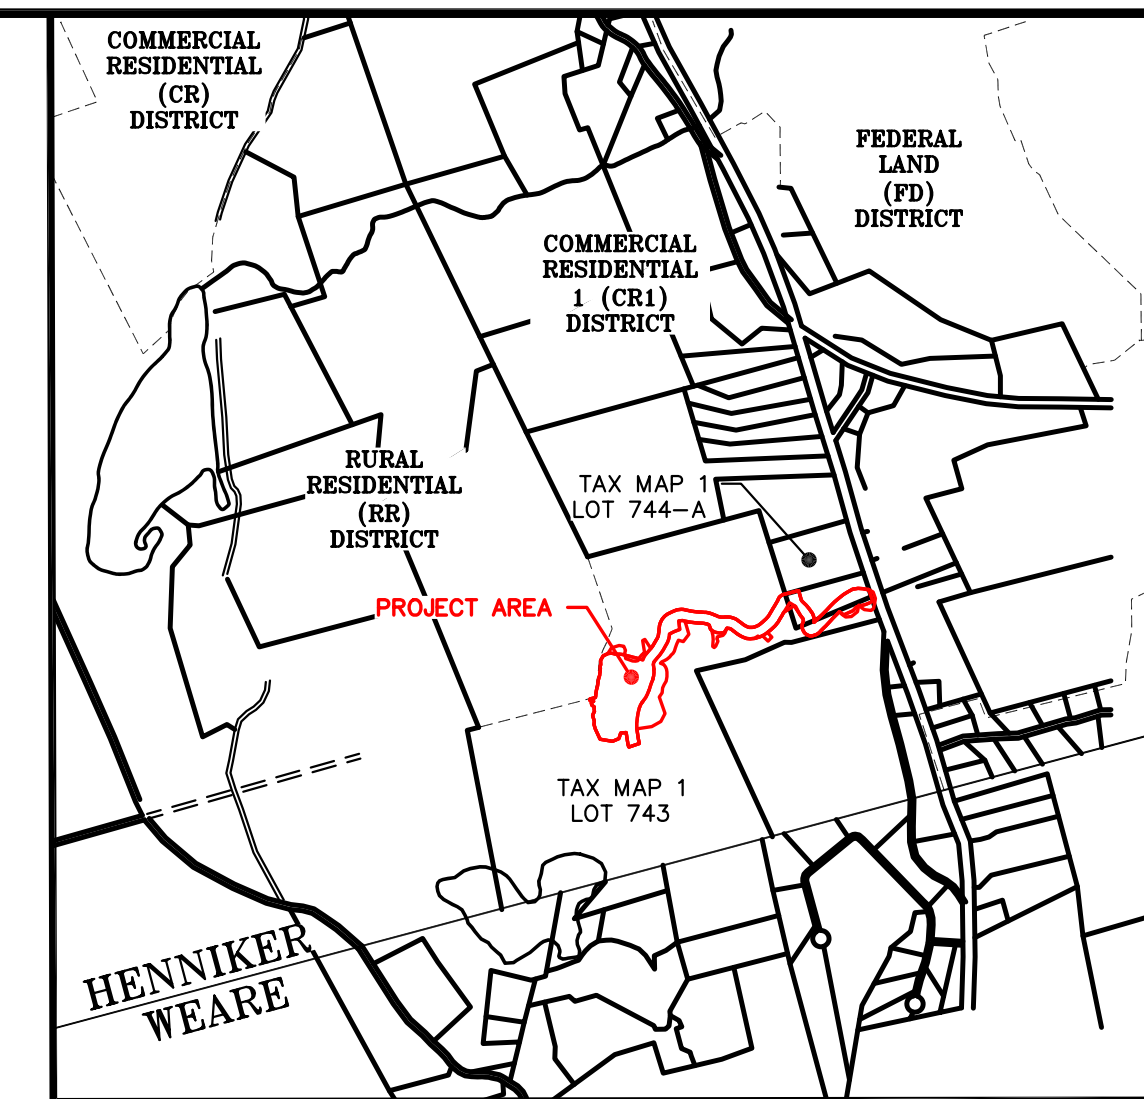 COMMERCIAL
RESIDENTIAL
(CR)
DISTRICT
FEDERAL
LAND
(FD)
DISTRICT
COMMERCIAL
RESIDENTIAL
1 (CR1)
DISTRICT
RURAL
RESIDENTIAL
(RR)
DISTRICT
TAX MAP 1
LOT 744-A
PROJECT AREA
TAX MAP 1
LOT 743
HENNIKER
WEARE